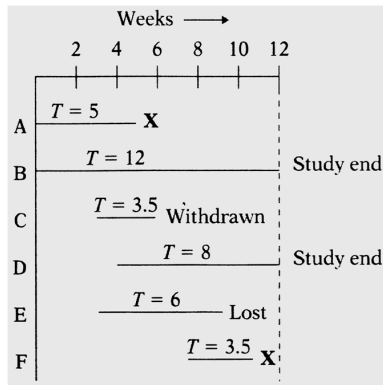 Weeks
2 4 6 8 10 12
A T = 5 X
B T = 12 Study end
C T = 3.5 Withdrawn
D T = 8 Study end
E T = 6 Lost
F T = 3.5 X